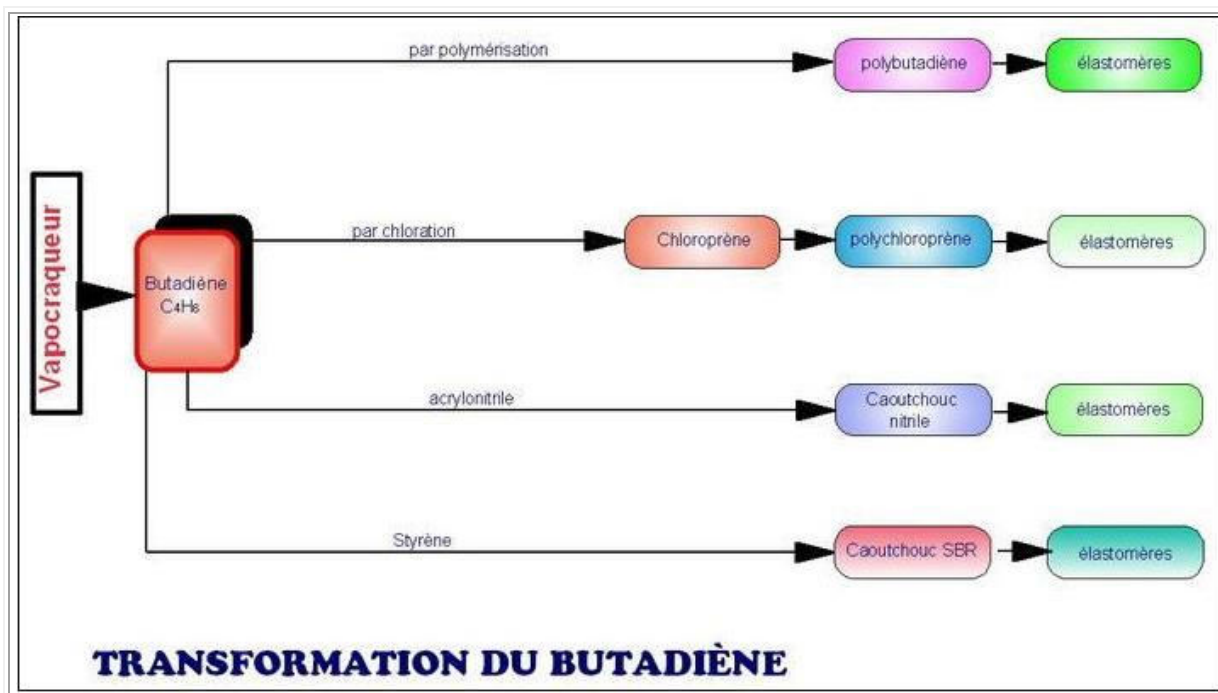 par polymérisation
polybutadiène
élastomères
Vapocraqueur
Butadiène
C4H6
par chloration
Chloroprène
polychloroprène
élastomères
acrylonitrile
Caoutchouc
nitrile
élastomères
Styrène
Caoutchouc SBR
élastomères
TRANSFORMATION DU BUTADIÈNE